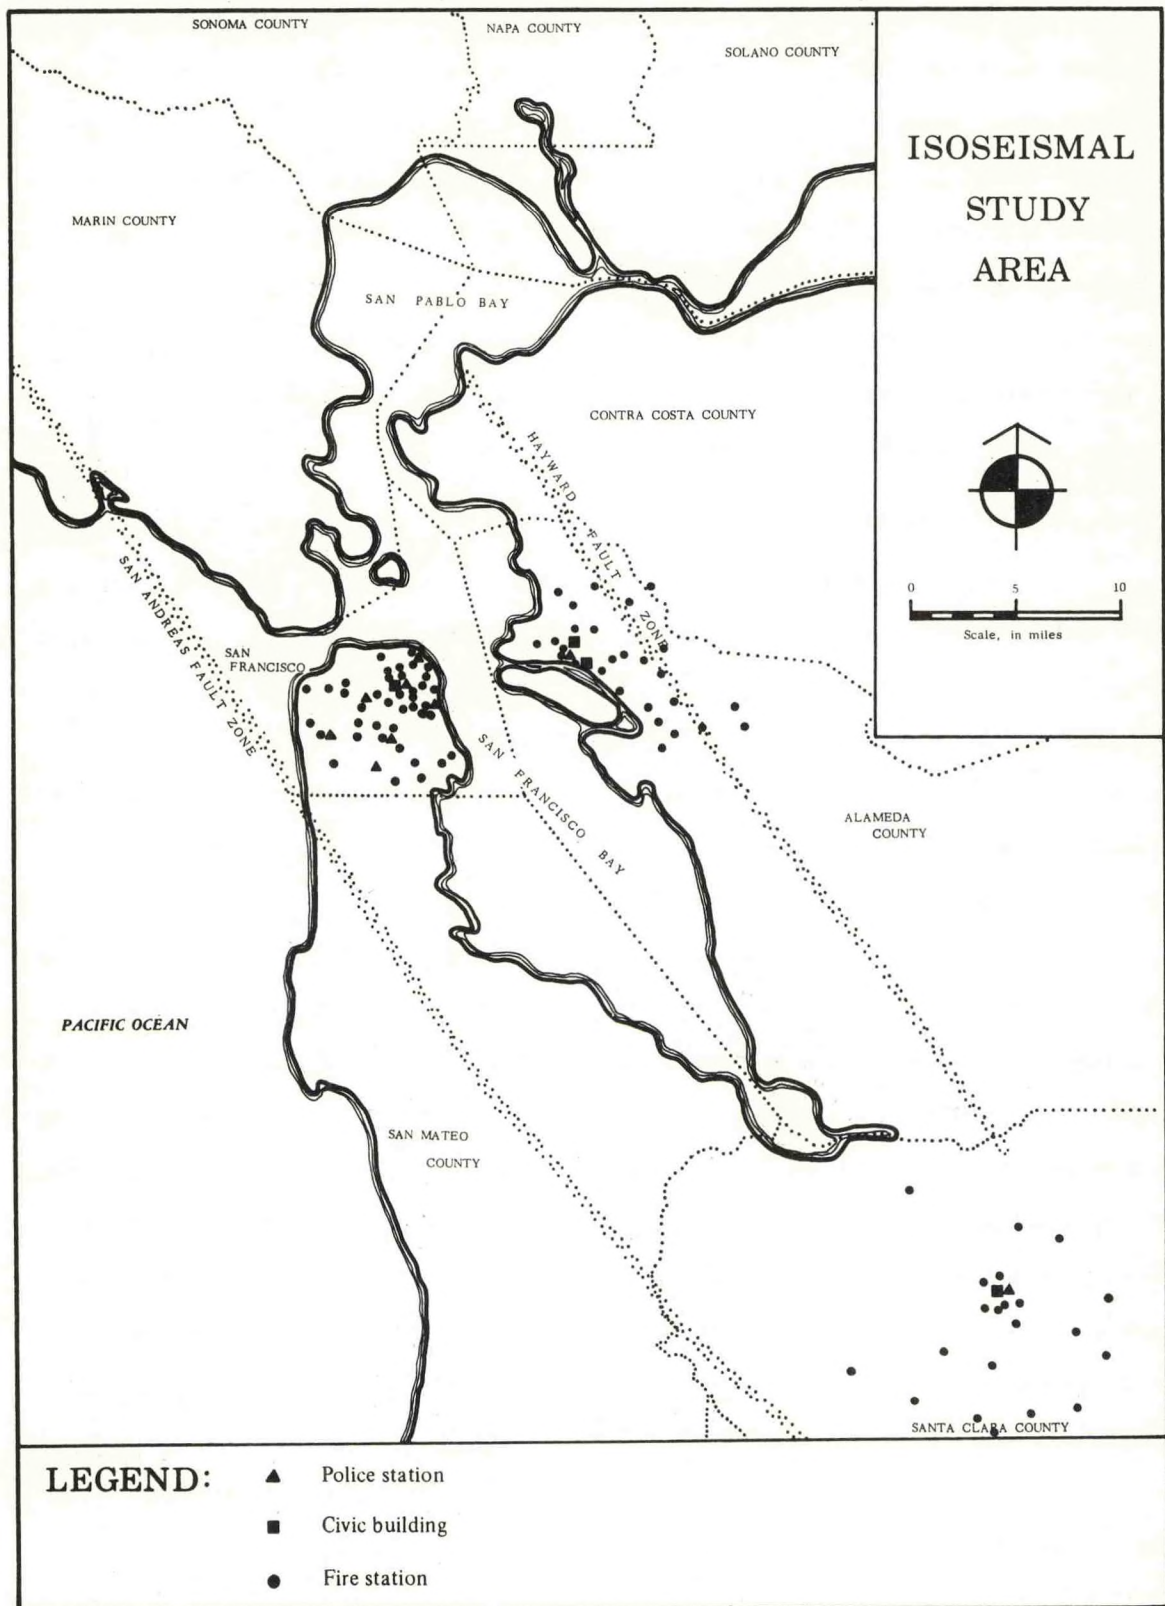 SONOMA COUNTY
NAPA COUNTY
SOLANO COUNTY
ISOSEISMAL
STUDY
AREA
MARIN COUNTY
SAN PABLO BAY
CONTRA COSTA COUNTY
HAYWARD FAULT ZONE
0 5 10
Scale, in miles
SAN ANDREAS FAULT ZONE
SAN
FRANCISCO
SAN FRANCISCO BAY
ALAMEDA
COUNTY
PACIFIC OCEAN
SAN MATEO
COUNTY
SANTA CLARA COUNTY
LEGEND:
Police station
Civic building
Fire station